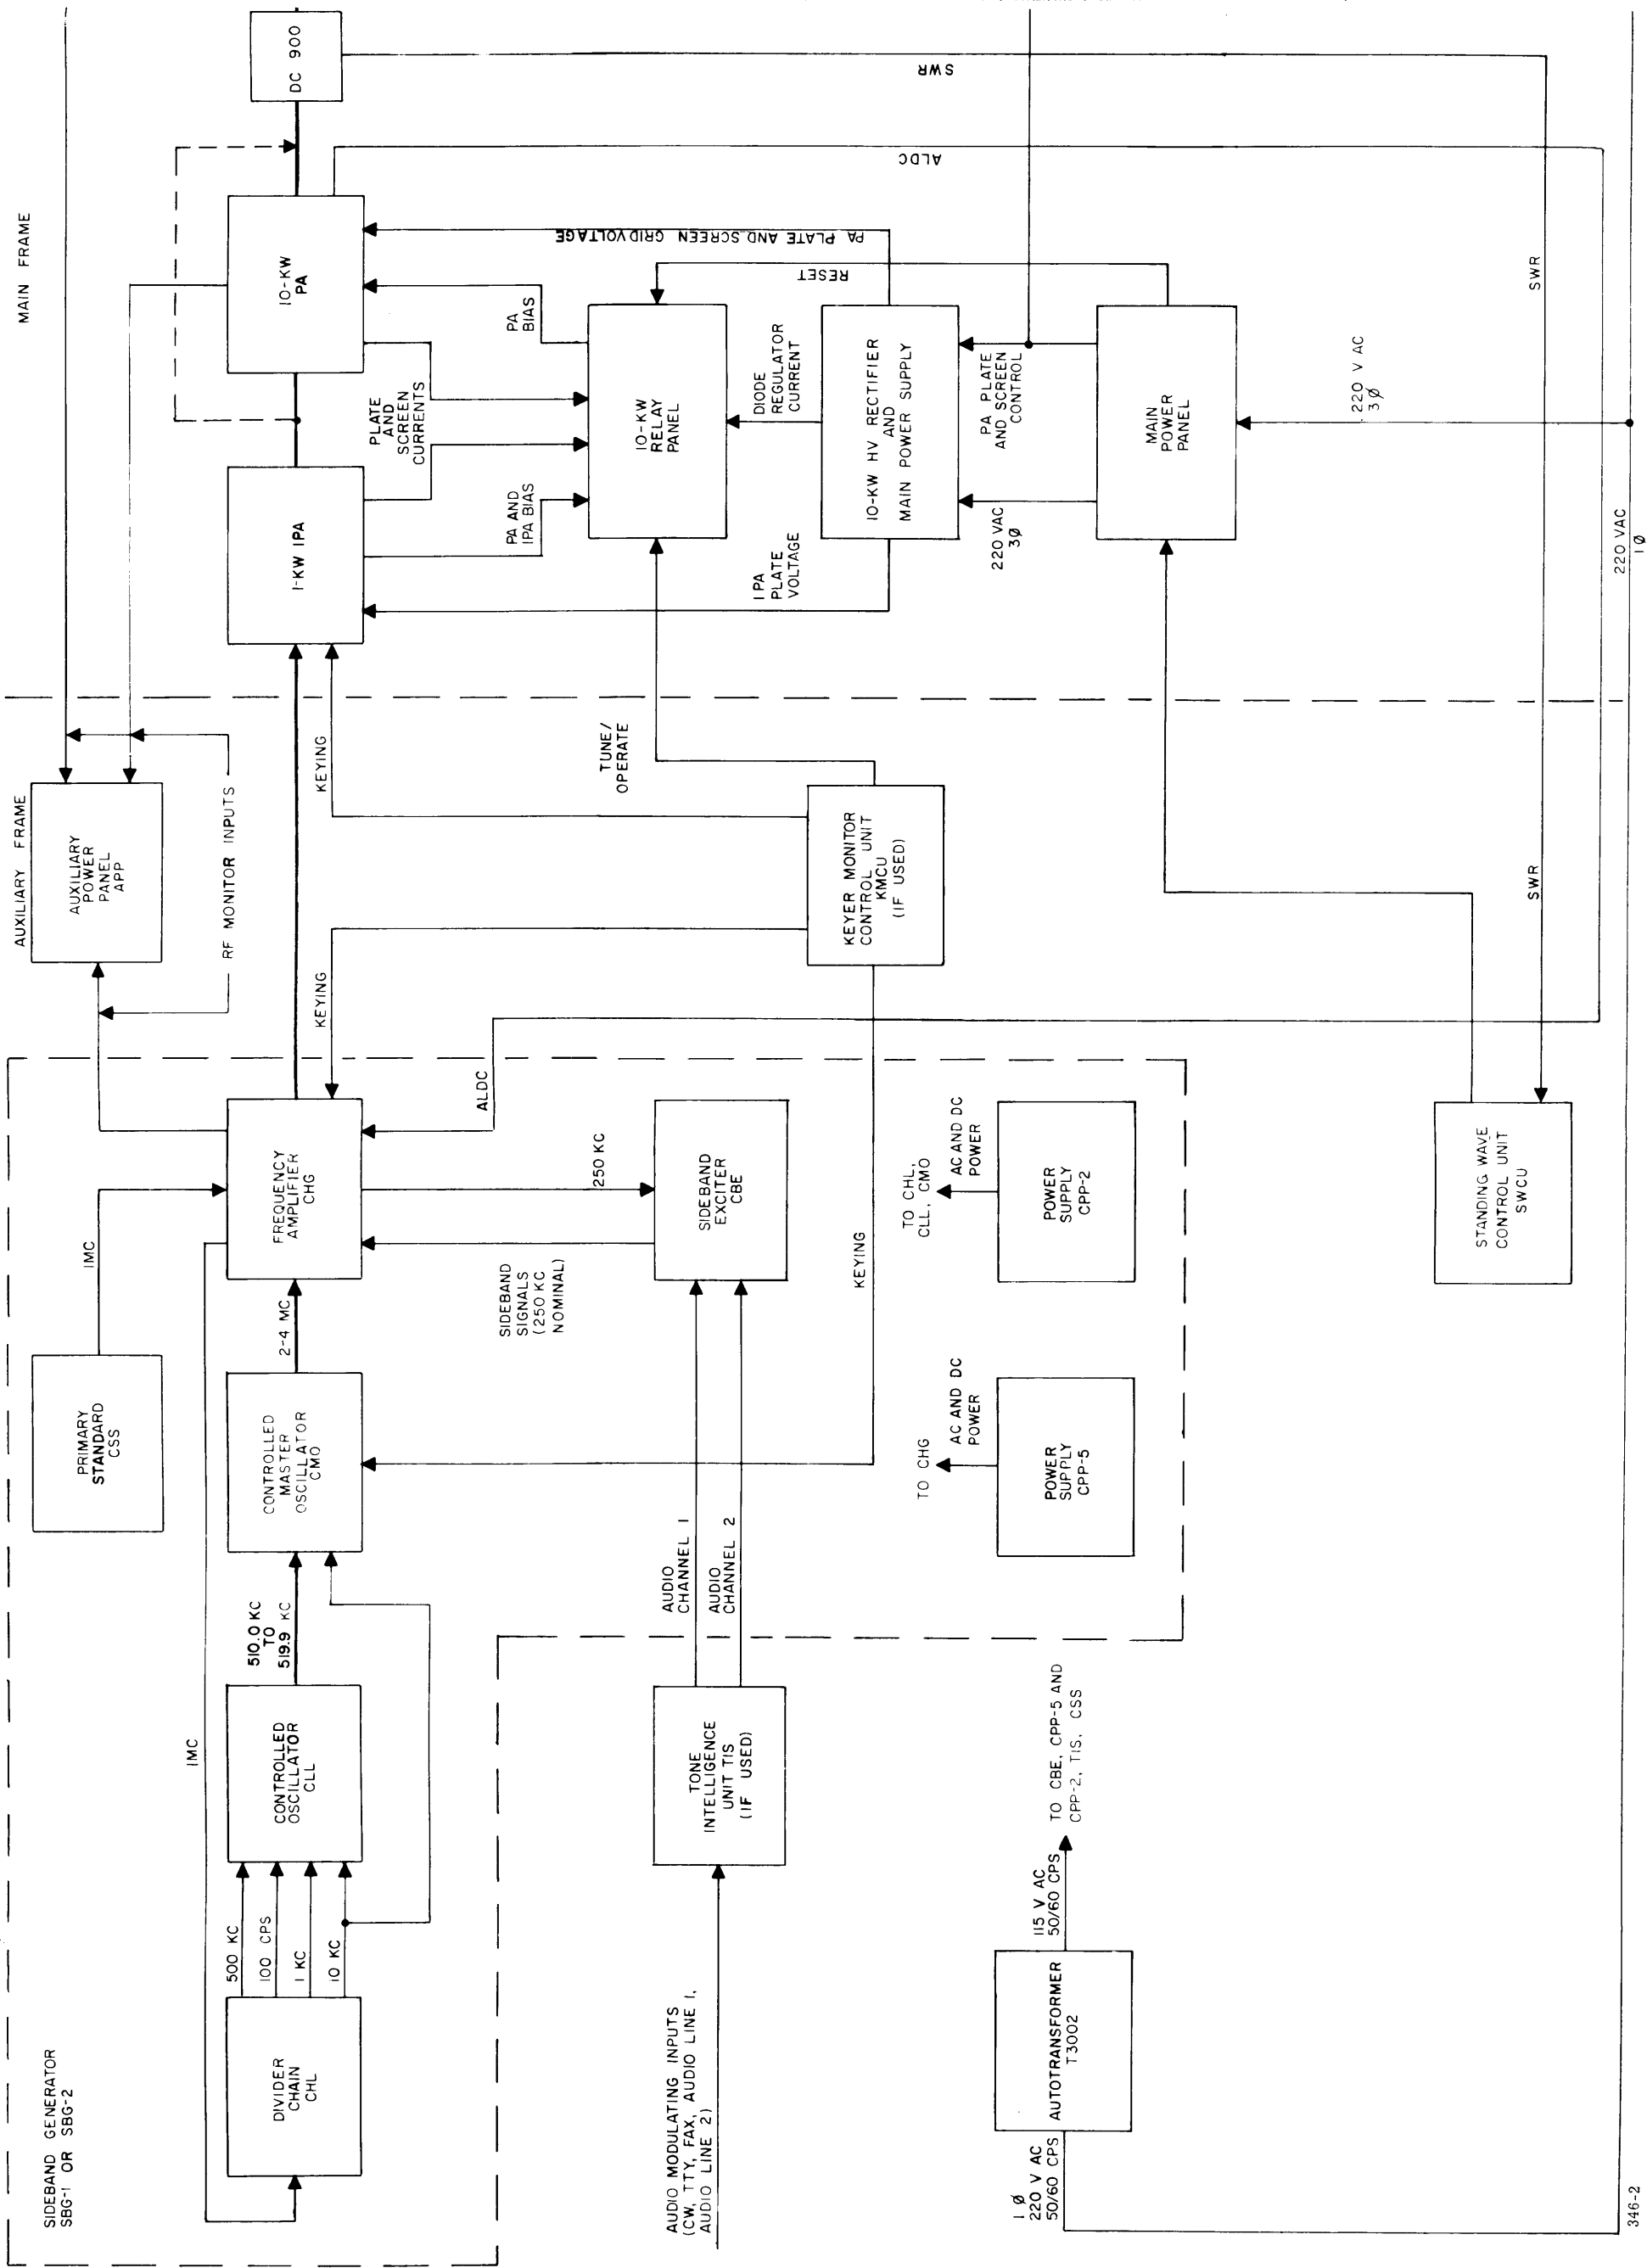 SIDEBAND GENERATOR
SBG-1 OR SBG-2
AUXILIARY FRAME
MAIN FRAME
PRIMARY
STANDARD
CSS
1MC
AUXILIARY
POWER
PANEL
APP
RF MONITOR INPUTS
1MC
DIVIDER
CHAIN
CHL
500 KC
100 CPS
1 KC
10 KC
CONTROLLED
OSCILLATOR
CLL
510.0 KC
TO
519.9 KC
CONTROLLED
MASTER
OSCILLATOR
CMO
2-4 MC
FREQUENCY
AMPLIFIER
CHG
KEYING
KEYING
1-KW IPA
10-KW
PA
DC 900
ALDC
SIDEBAND
SIGNALS
(250 KC
NOMINAL)
250 KC
PLATE
AND
SCREEN
CURRENTS
PA AND
IPA BIAS
PA
BIAS
TUNE/
OPERATE
IPA
PLATE
VOLTAGE
PA PLATE AND SCREEN GRID VOLTAGE
RESET
ALDC
SWR
AUDIO MODULATING INPUTS
(CW, TTY, FAX, AUDIO LINE 1,
AUDIO LINE 2)
TONE
INTELLIGENCE
UNIT TIS
(IF USED)
AUDIO
CHANNEL 1
AUDIO
CHANNEL 2
SIDEBAND
EXCITER
CBE
KEYER MONITOR
CONTROL UNIT
KMCU
(IF USED)
10-KW
RELAY
PANEL
DIODE
REGULATOR
CURRENT
10-KW HV RECTIFIER
AND
MAIN POWER SUPPLY
KEYING
TO CHG
AC AND DC
POWER
POWER
SUPPLY
CPP-5
TO CHL,
CLL, CMO
AC AND DC
POWER
POWER
SUPPLY
CPP-2
220 VAC
3Ø
PA PLATE
AND SCREEN
CONTROL
MAIN
POWER
PANEL
1 Ø
220 V AC
50/60 CPS
AUTOTRANSFORMER
T3002
115 V AC
50/60 CPS
TO CBE, CPP-5 AND
CPP-2, TIS, CSS
220 V AC
3Ø
STANDING WAVE
CONTROL UNIT
SWCU
SWR
SWR
220 VAC
1 Ø
346-2